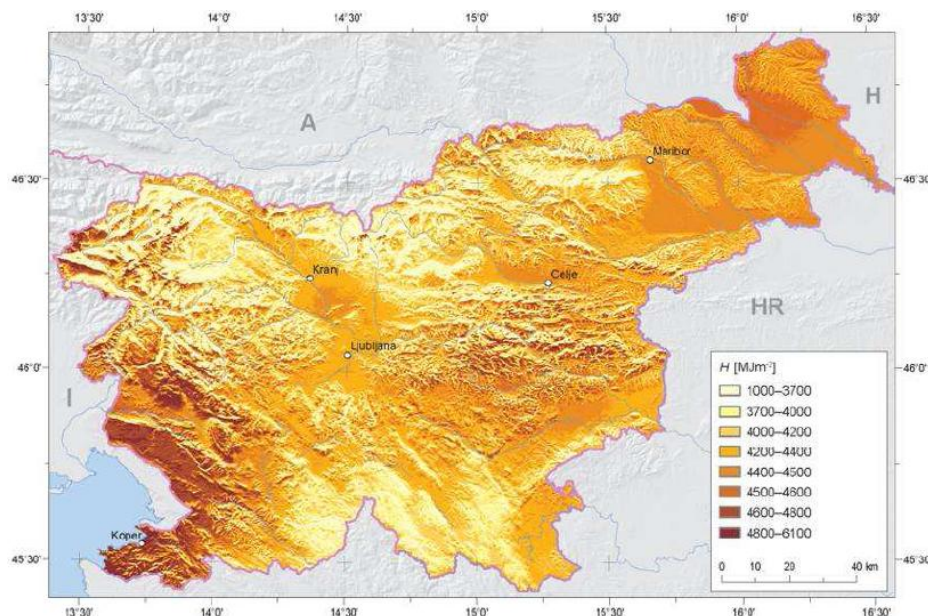 13°30' 14°0' 14°30' 15°0' 15°30' 16°0' 16°30'
A
H
Maribor
46°30' 46°30'
Kranj
Celje
HR
Ljubljana
46°0' 46°0'
I
H [MJm⁻²]
1000–3700
3700–4000
4000–4200
4200–4400
4400–4500
4500–4600
4600–4800
4800–6100
Koper
45°30' 45°30'
0 10 20 40 km
13°30' 14°0' 14°30' 15°0' 15°30' 16°0' 16°30'